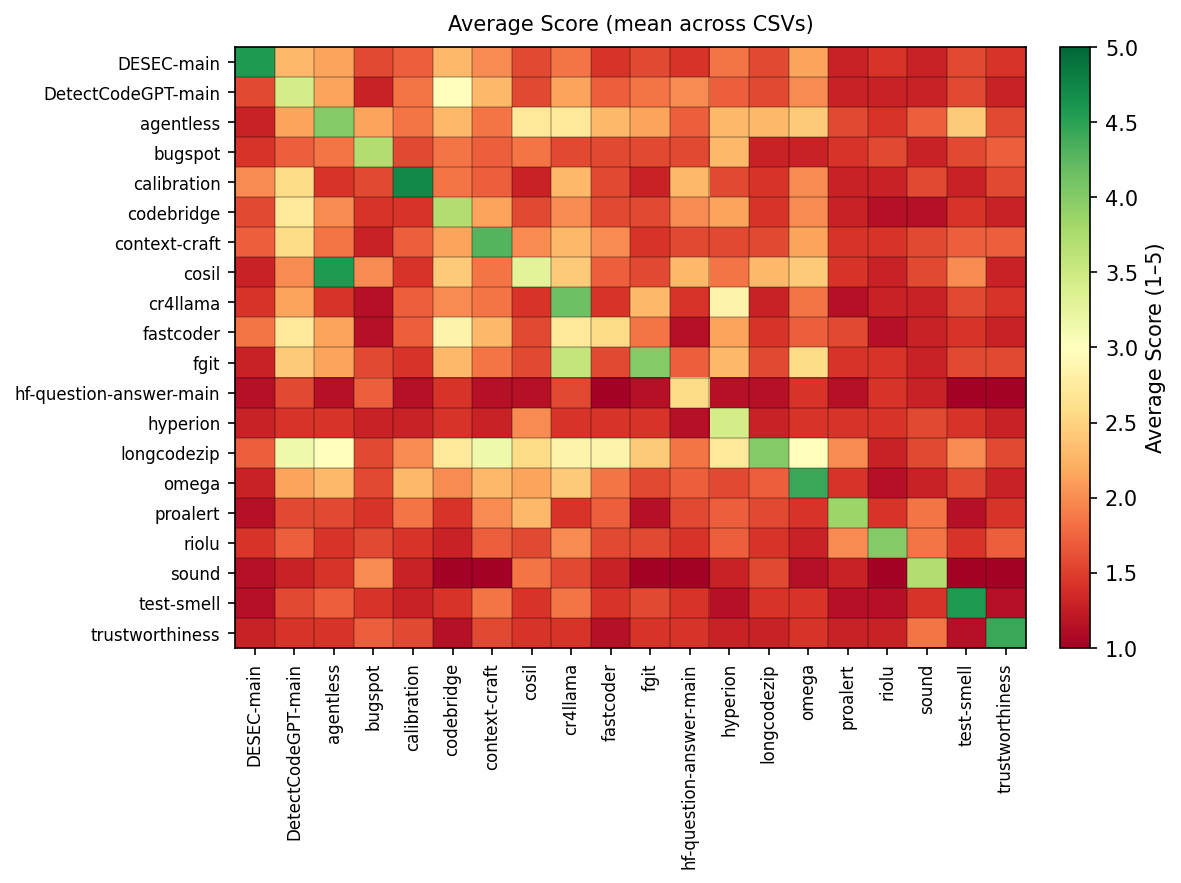 Average Score (mean across CSVs)
DESEC-main
DetectCodeGPT-main
agentless
bugspot
calibration
codebridge
context-craft
cosil
cr4llama
fastcoder
fgit
hf-question-answer-main
hyperion
longcodezip
omega
proalert
riolu
sound
test-smell
trustworthiness
DESEC-main
DetectCodeGPT-main
agentless
bugspot
calibration
codebridge
context-craft
cosil
cr4llama
fastcoder
fgit
hf-question-answer-main
hyperion
longcodezip
omega
proalert
riolu
sound
test-smell
trustworthiness
5.0
4.5
4.0
3.5
3.0
2.5
2.0
1.5
1.0
Average Score (1–5)